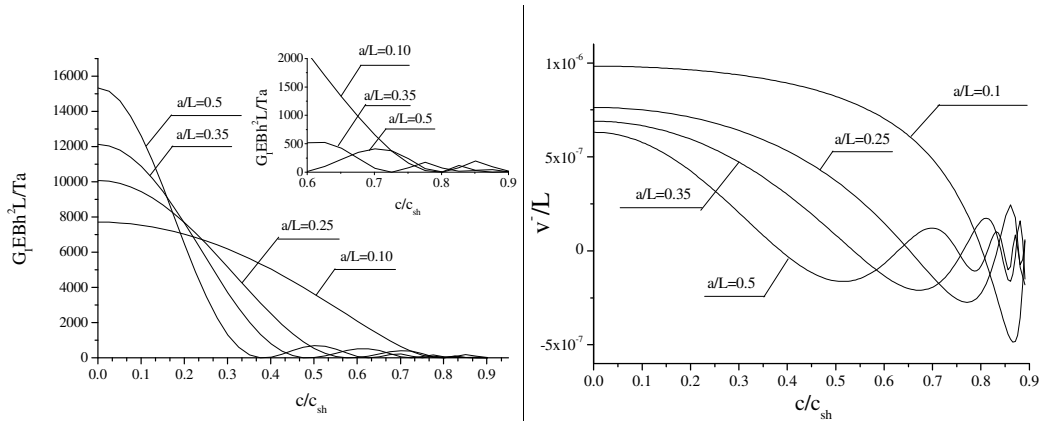 G_I EBh²L/Ta
16000
14000
12000
10000
8000
6000
4000
2000
0
0.0 0.1 0.2 0.3 0.4 0.5 0.6 0.7 0.8 0.9
c/c_sh
a/L=0.5
a/L=0.35
a/L=0.25
a/L=0.10
G_I EBh²L/Ta
2000
1500
1000
500
0
0.6 0.7 0.8 0.9
c/c_sh
a/L=0.10
a/L=0.35
a/L=0.5
v⁻/L
1x10⁻⁶
5x10⁻⁷
0
-5x10⁻⁷
0.0 0.1 0.2 0.3 0.4 0.5 0.6 0.7 0.8 0.9
c/c_sh
a/L=0.1
a/L=0.25
a/L=0.35
a/L=0.5